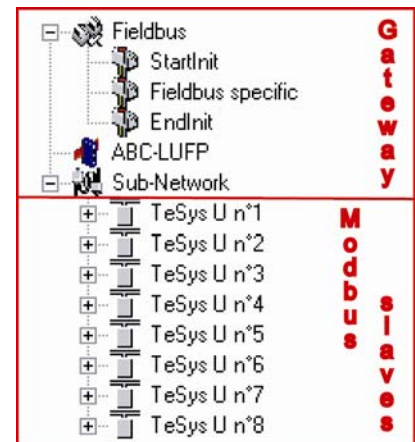 Fieldbus
StartInit
Fieldbus specific
EndInit
ABC-LUFP
Sub-Network
Gateway
TeSys U n°1
TeSys U n°2
TeSys U n°3
TeSys U n°4
TeSys U n°5
TeSys U n°6
TeSys U n°7
TeSys U n°8
Modbus
slaves